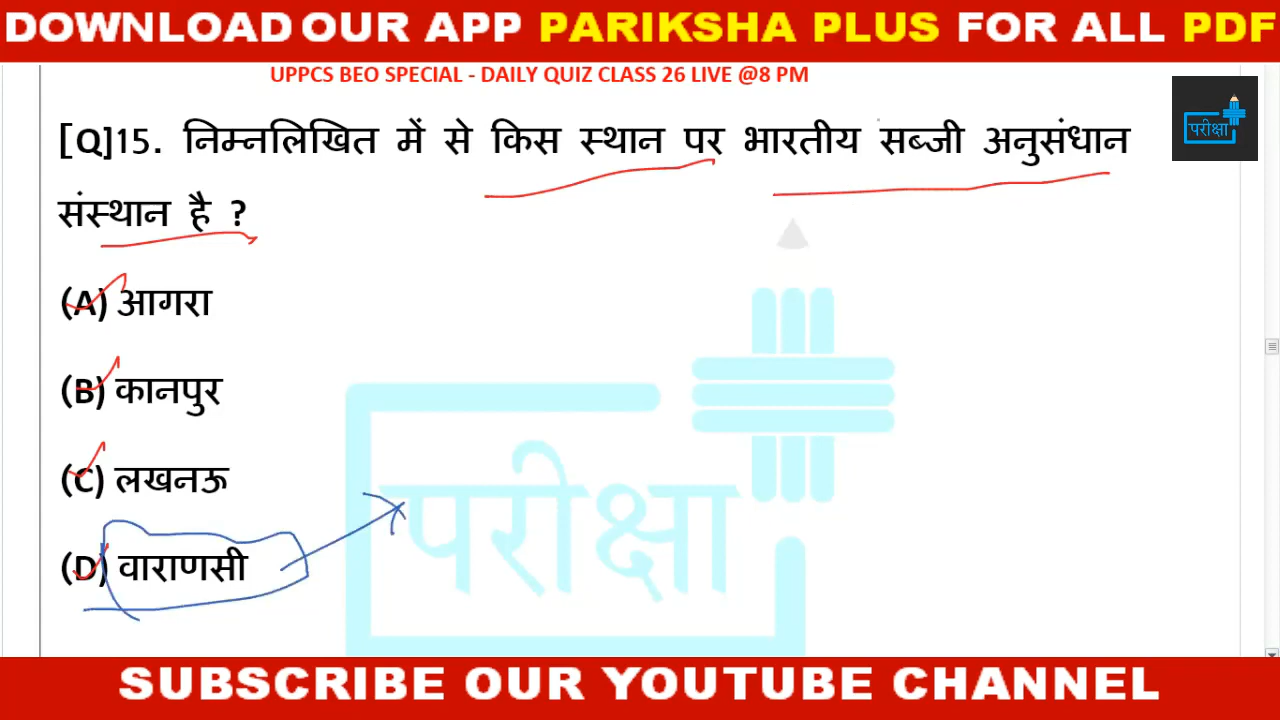 DOWNLOAD OUR APP PARIKSHA PLUS FOR ALL PDF
UPPCS BEO SPECIAL - DAILY QUIZ CLASS 26 LIVE @8 PM
परीक्षा
[Q]15. निम्नलिखित में से किस स्थान पर भारतीय सब्जी अनुसंधान
संस्थान है ?
(A) आगरा
(B) कानपुर
(C) लखनऊ
(D) वाराणसी
परीक्षा
SUBSCRIBE OUR YOUTUBE CHANNEL